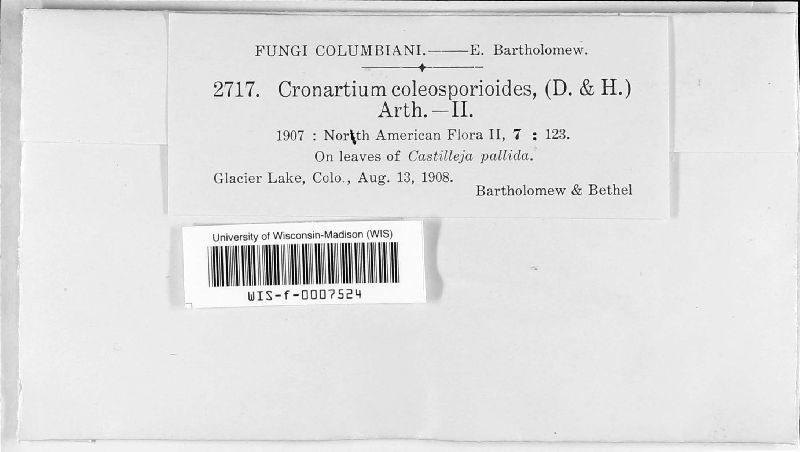 FUNGI COLUMBIANI.——E. Bartholomew.
2717. Cronartium coleosporioides, (D. & H.)
Arth.—II.
1907 : North American Flora II, 7 : 123.
On leaves of Castilleja pallida.
Glacier Lake, Colo., Aug. 13, 1908.
Bartholomew & Bethel
University of Wisconsin-Madison (WIS)
WIS-f-0007524